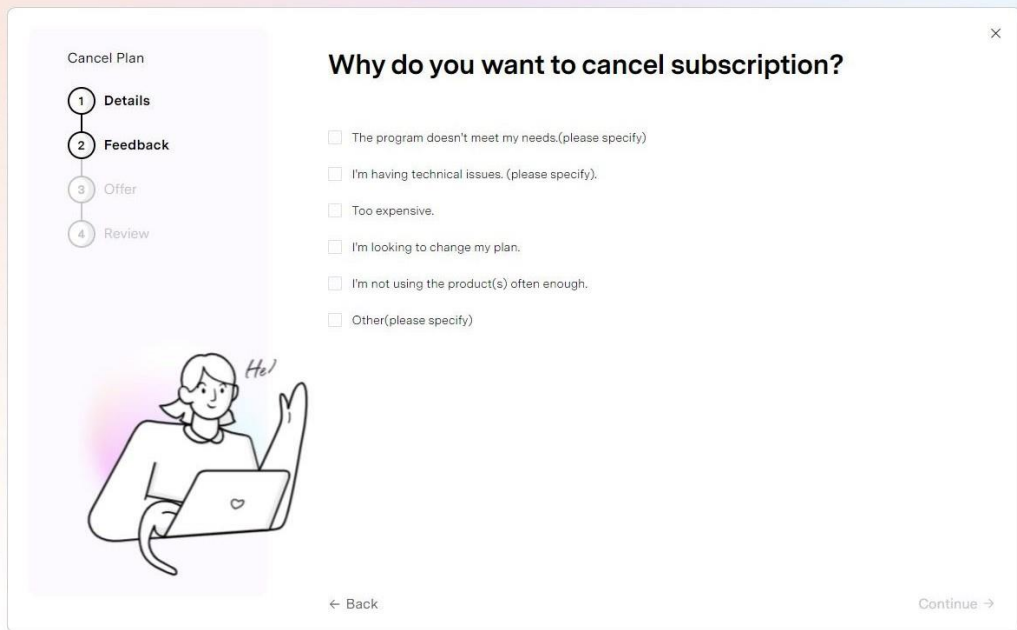 Cancel Plan
1 Details
2 Feedback
3 Offer
4 Review
Why do you want to cancel subscription?
The program doesn't meet my needs.(please specify)
I'm having technical issues. (please specify).
Too expensive.
I'm looking to change my plan.
I'm not using the product(s) often enough.
Other(please specify)
← Back
Continue →